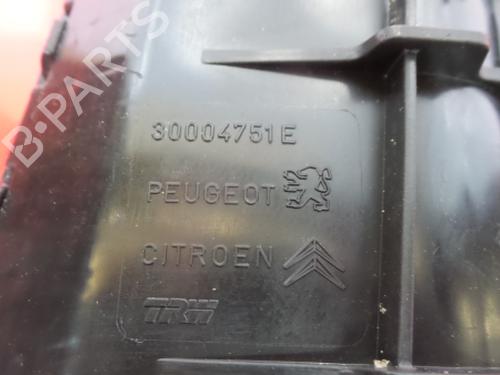 B-PARTS
30004751E
PEUGEOT
CITROEN
TRW